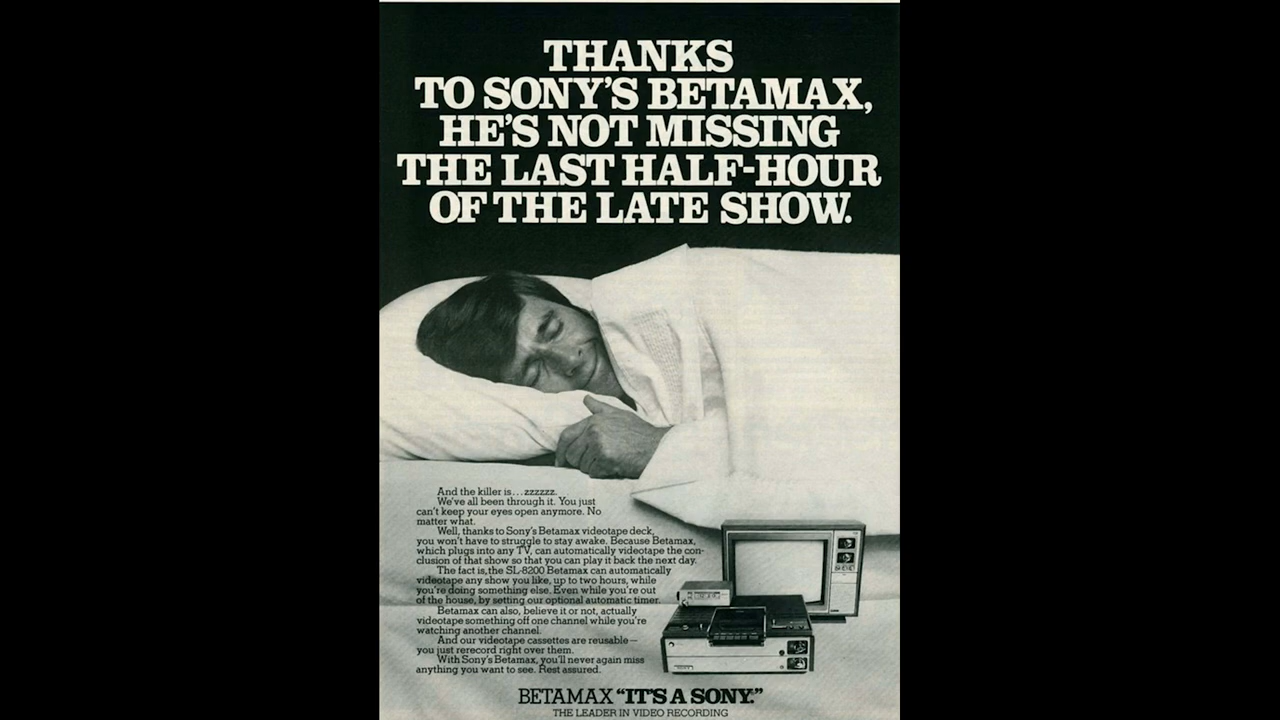 THANKS
TO SONY'S BETAMAX,
HE'S NOT MISSING
THE LAST HALF-HOUR
OF THE LATE SHOW.
And the killer is...zzzzzz.
We've all been through it. You just
can't keep your eyes open anymore. No
matter what.
Well, thanks to Sony's Betamax videotape deck,
you won't have to struggle to stay awake. Because Betamax,
which plugs into any TV, can automatically videotape the con-
clusion of that show so that you can play it back the next day.
The fact is, the SL-8200 Betamax can automatically
videotape any show you like, up to two hours, while
you're doing something else. Even while you're out
of the house, by setting our optional automatic timer.
Betamax can also, believe it or not, actually
videotape something off one channel while you're
watching another channel.
And our videotape cassettes are reusable—
you just rerecord right over them.
With Sony's Betamax, you'll never again miss
anything you want to see. Rest assured.
BETAMAX "IT'S A SONY."
THE LEADER IN VIDEO RECORDING